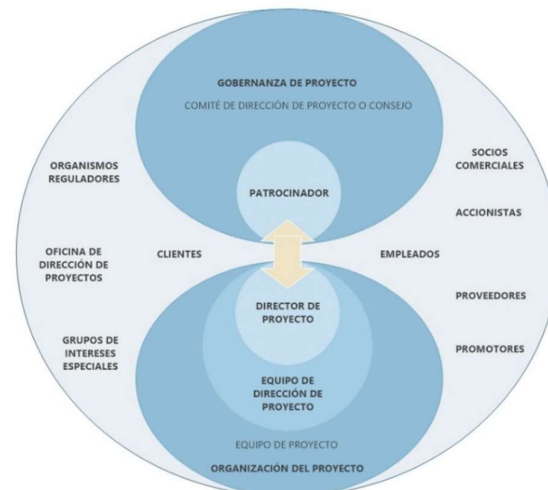 GOBERNANZA DE PROYECTO
COMITÉ DE DIRECCIÓN DE PROYECTO O CONSEJO
ORGANISMOS
REGULADORES
SOCIOS
COMERCIALES
PATROCINADOR
ACCIONISTAS
OFICINA DE
DIRECCIÓN DE
PROYECTOS
CLIENTES
EMPLEADOS
PROVEEDORES
DIRECTOR DE
PROYECTO
GRUPOS DE
INTERESES
ESPECIALES
PROMOTORES
EQUIPO DE
DIRECCIÓN DE
PROYECTO
EQUIPO DE PROYECTO
ORGANIZACIÓN DEL PROYECTO